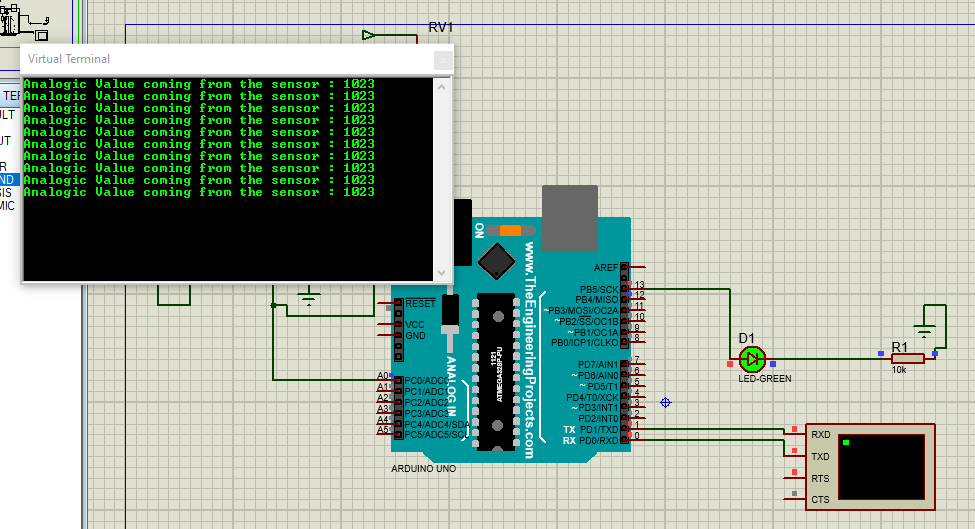 RV1
Virtual Terminal
Analogic Value coming from the sensor : 1023
Analogic Value coming from the sensor : 1023
Analogic Value coming from the sensor : 1023
Analogic Value coming from the sensor : 1023
Analogic Value coming from the sensor : 1023
Analogic Value coming from the sensor : 1023
Analogic Value coming from the sensor : 1023
Analogic Value coming from the sensor : 1023
Analogic Value coming from the sensor : 1023
Analogic Value coming from the sensor : 1023
ON
www.TheEngineeringProjects.com
ATMEGA328P-PU
1121
ANALOG IN
RESET
VCC
GND
A0 PC0/ADC0
A1 PC1/ADC1
A2 PC2/ADC2
A3 PC3/ADC3
A4 PC4/ADC4/SDA
A5 PC5/ADC5/SCL
AREF
PB5/SCK 13
PB4/MISO 12
~PB3/MOSI/OC2A 11
~PB2/SS/OC1B 10
~PB1/OC1A 9
PB0/ICP1/CLKO 8
PD7/AIN1 7
~PD6/AIN0 6
~PD5/T1 5
PD4/T0/XCK 4
~PD3/INT1 3
PD2/INT0 2
TX PD1/TXD 1
RX PD0/RXD 0
ARDUINO UNO
D1
LED-GREEN
R1
10k
RXD
TXD
RTS
CTS